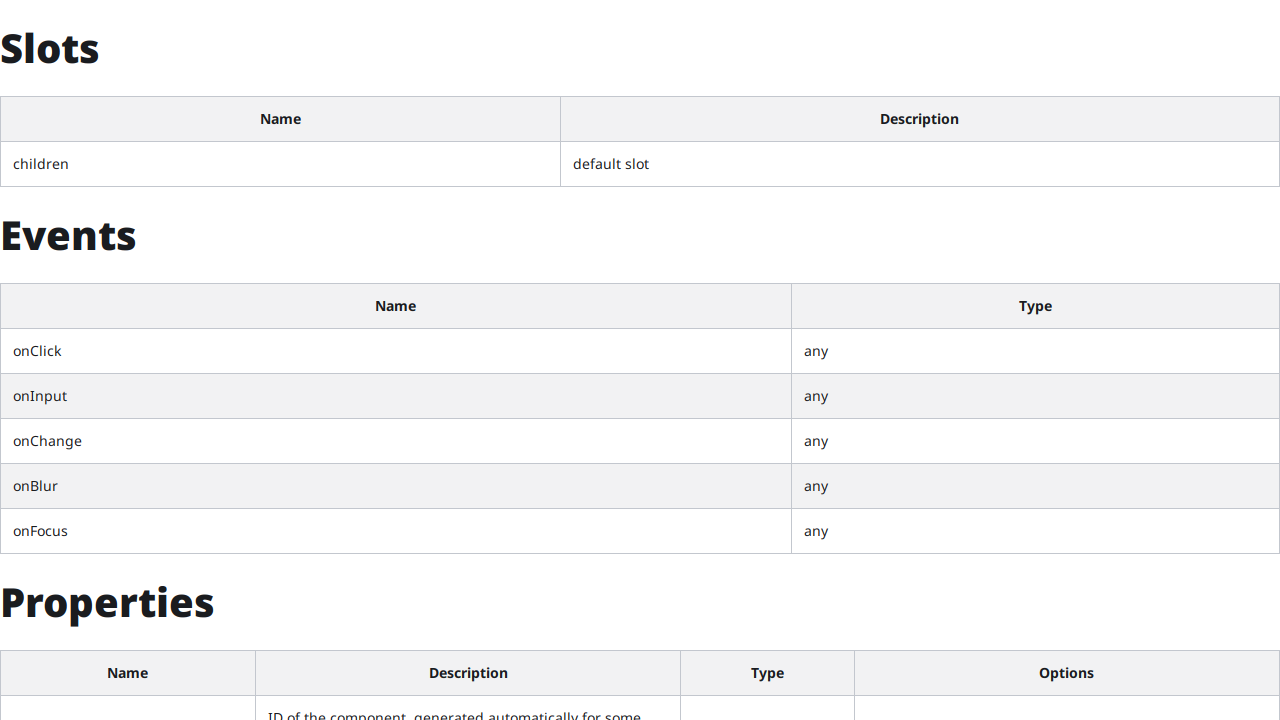 Slots
Name Description
children default slot
Events
Name Type
onClick any
onInput any
onChange any
onBlur any
onFocus any
Properties
Name Description Type Options
ID of the component, generated automatically for some